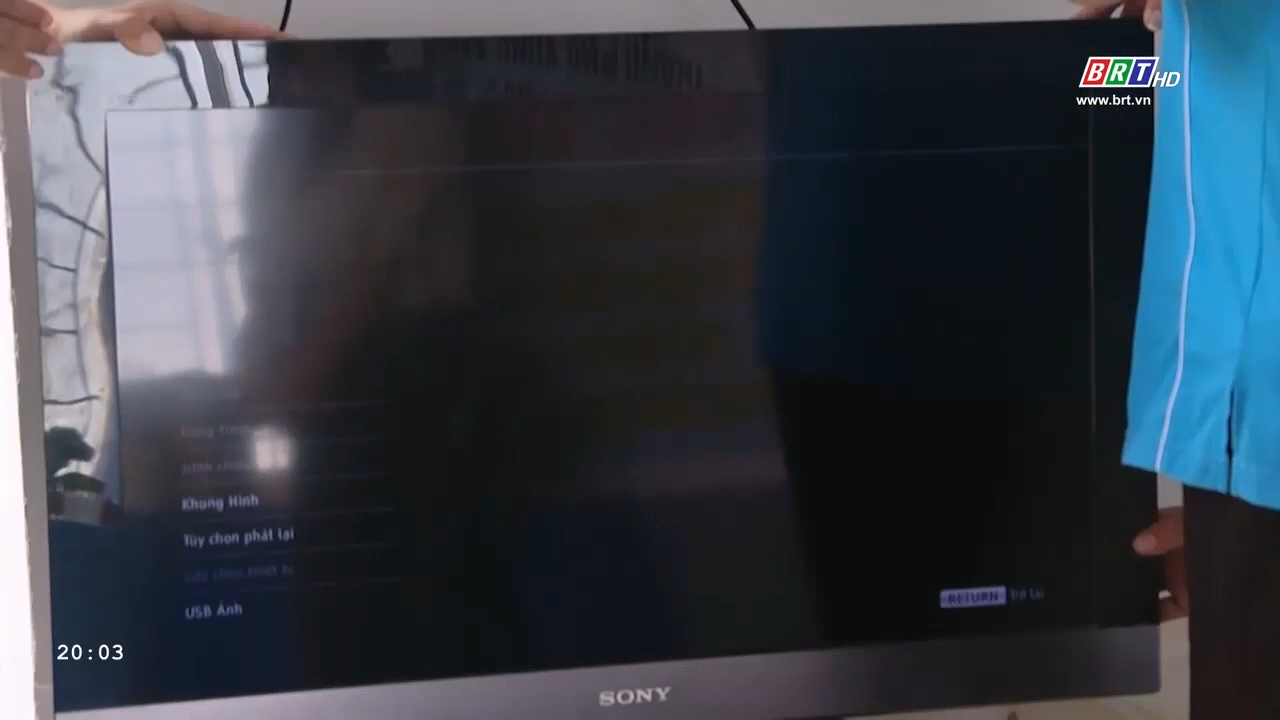 BRT HD
www.brt.vn
Khung Hình
Tùy chọn phát lại
USB Ảnh
RETURN Trở lại
20:03
SONY